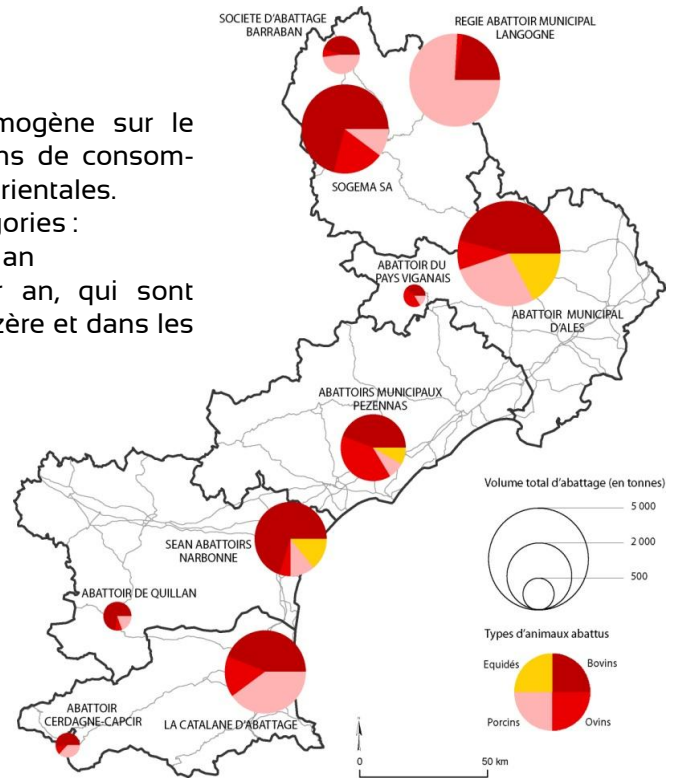 SOCIETE D'ABATTAGE
BARRABAN
REGIE ABATTOIR MUNICIPAL
LANGOGNE
mogène sur le
ns de consom-
rientales.
gories :
an
r an, qui sont
zère et dans les
SOGEMA SA
ABATTOIR DU
PAYS VIGANAIS
ABATTOIR MUNICIPAL
D'ALES
ABATTOIRS MUNICIPAUX
PEZENNAS
SEAN ABATTOIRS
NARBONNE
ABATTOIR DE QUILLAN
ABATTOIR
CERDAGNE-CAPCIR
LA CATALANE D'ABATTAGE
Volume total d'abattage (en tonnes)
5 000
2 000
500
Types d'animaux abattus
Equidés
Bovins
Porcins
Ovins
0
50 km